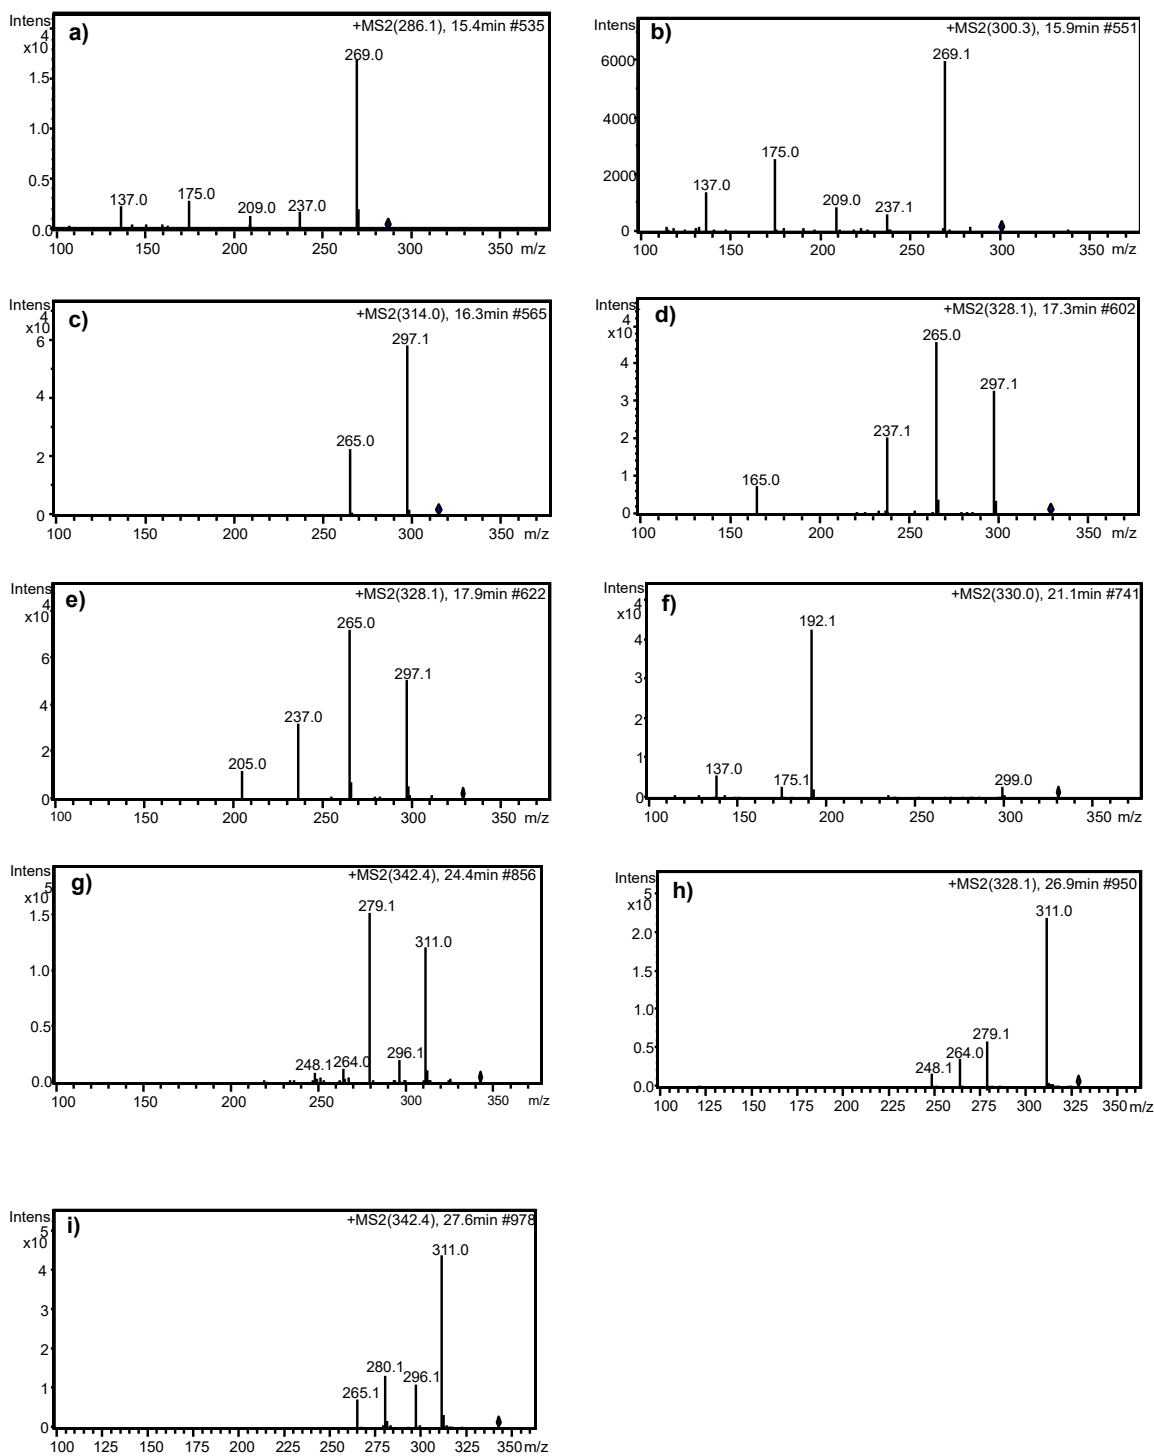 Intens
4
x10
a)
+MS2(286.1), 15.4min #535
269.0
1.5
1.0
0.5
0.0
137.0
175.0
209.0
237.0
100 150 200 250 300 350 m/z
Intens
b)
+MS2(300.3), 15.9min #551
6000
269.1
4000
175.0
2000
137.0
209.0
237.1
0
100 150 200 250 300 350 m/z
Intens
4
x10
c)
+MS2(314.0), 16.3min #565
6
297.1
4
265.0
2
0
100 150 200 250 300 350 m/z
Intens
4
x10
d)
+MS2(328.1), 17.3min #602
265.0
4
297.1
3
237.1
2
1
165.0
0
100 150 200 250 300 350 m/z
Intens
4
x10
e)
+MS2(328.1), 17.9min #622
265.0
6
297.1
4
237.0
2
205.0
0
100 150 200 250 300 350 m/z
Intens
4
x10
f)
+MS2(330.0), 21.1min #741
192.1
4
3
2
1
137.0
175.1
299.0
0
100 150 200 250 300 350 m/z
Intens
5
x10
g)
+MS2(342.4), 24.4min #856
279.1
1.5
311.0
1.0
0.5
248.1
264.0
296.1
0.0
100 150 200 250 300 350 m/z
Intens
5
x10
h)
+MS2(328.1), 26.9min #950
311.0
2.0
1.5
1.0
0.5
248.1
264.0
279.1
0.0
100 125 150 175 200 225 250 275 300 325 350 m/z
Intens
5
x10
i)
+MS2(342.4), 27.6min #978
311.0
4
3
2
280.1
296.1
265.1
1
0
100 125 150 175 200 225 250 275 300 325 350 m/z